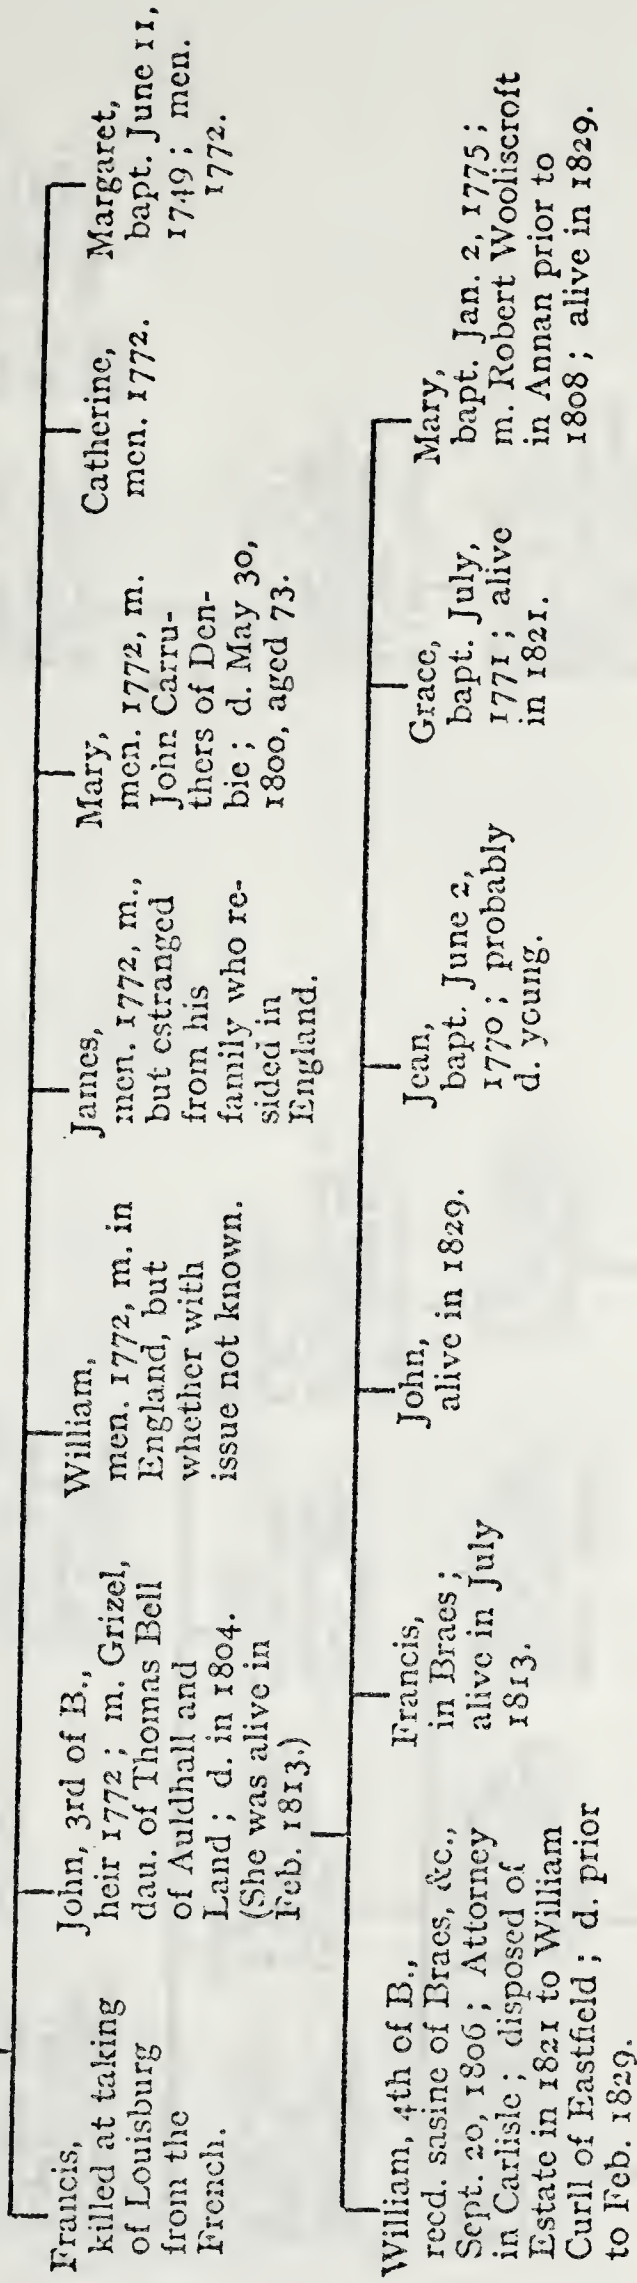 Francis,
killed at taking
of Louisburg
from the
French.
John, 3rd of B.,
heir 1772; m. Grizel,
dau. of Thomas Bell
of Auldhall and
Land; d. in 1804.
(She was alive in
Feb. 1813.)
William,
men. 1772, m. in
England, but
whether with
issue not known.
James,
men. 1772, m.,
but estranged
from his
family who re-
sided in
England.
Mary,
men. 1772, m.
John Carru-
thers of Den-
bie; d. May 30,
1800, aged 73.
Catherine,
men. 1772.
Margaret,
bapt. June 11,
1749; men.
1772.
William, 4th of B.,
recd. sasine of Braes, &c.,
Sept. 20, 1806; Attorney
in Carlisle; disposed of
Estate in 1821 to William
Curll of Eastfield; d. prior
to Feb. 1829.
Francis,
in Braes;
alive in July
1813.
John,
alive in 1829.
Jean,
bapt. June 2,
1770; probably
d. young.
Grace,
bapt. July,
1771; alive
in 1821.
Mary,
bapt. Jan. 2, 1775;
m. Robert Wooliscroft
in Annan prior to
1808; alive in 1829.